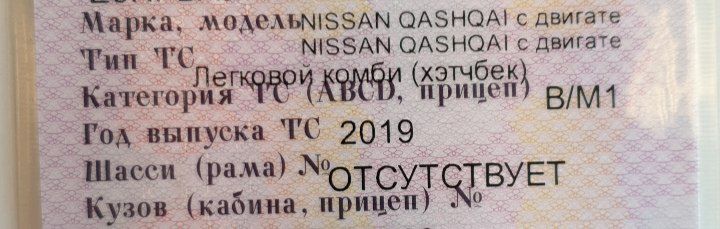 Марка, модель NISSAN QASHQAI с двигате
NISSAN QASHQAI с двигате
Тип ТС
Легковой комби (хэтчбек)
Категория ТС (ABCD, прицеп) B/M1
Год выпуска ТС 2019
Шасси (рама) № ОТСУТСТВУЕТ
Кузов (кабина, прицеп) №